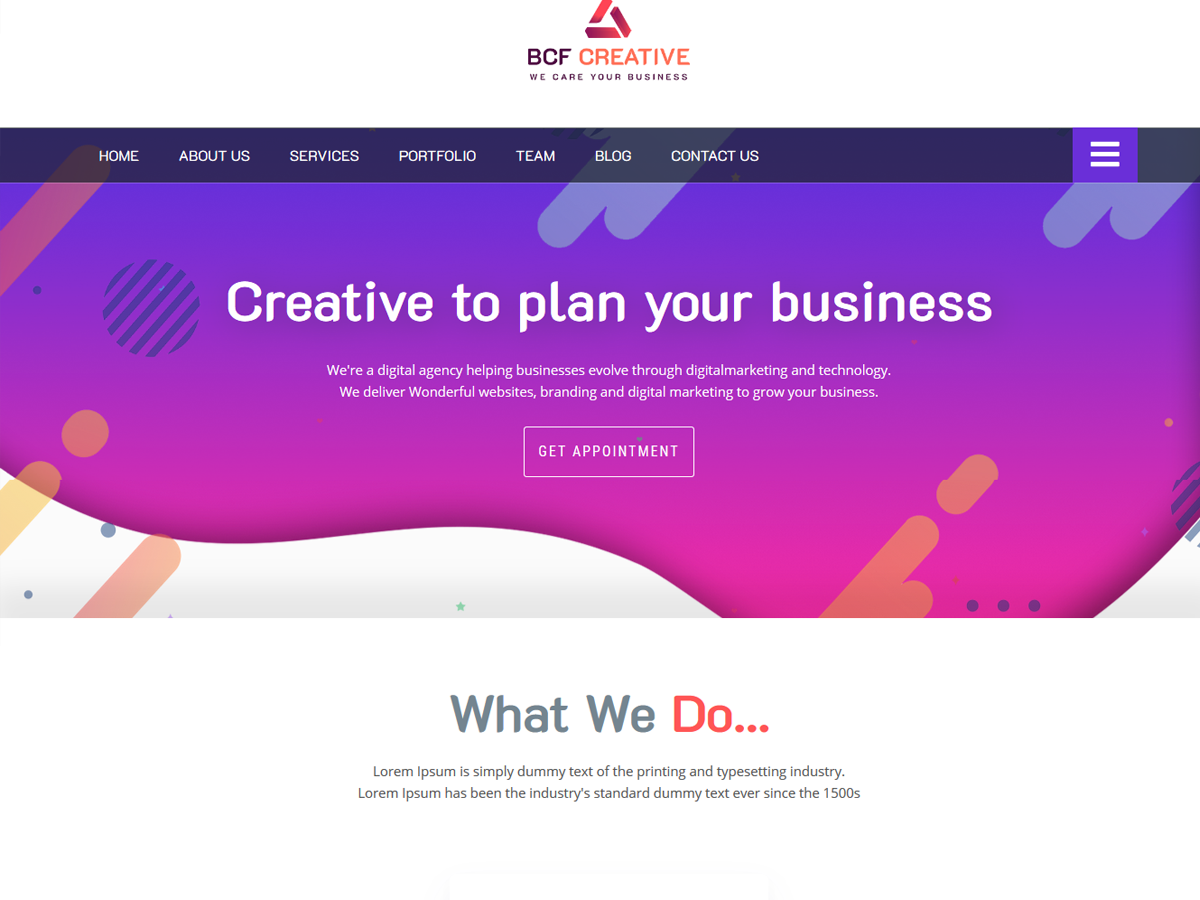 BCF CREATIVE
WE CARE YOUR BUSINESS
HOME ABOUT US SERVICES PORTFOLIO TEAM BLOG CONTACT US
Creative to plan your business
We're a digital agency helping businesses evolve through digitalmarketing and technology.
We deliver Wonderful websites, branding and digital marketing to grow your business.
GET APPOINTMENT
What We Do...
Lorem Ipsum is simply dummy text of the printing and typesetting industry.
Lorem Ipsum has been the industry's standard dummy text ever since the 1500s